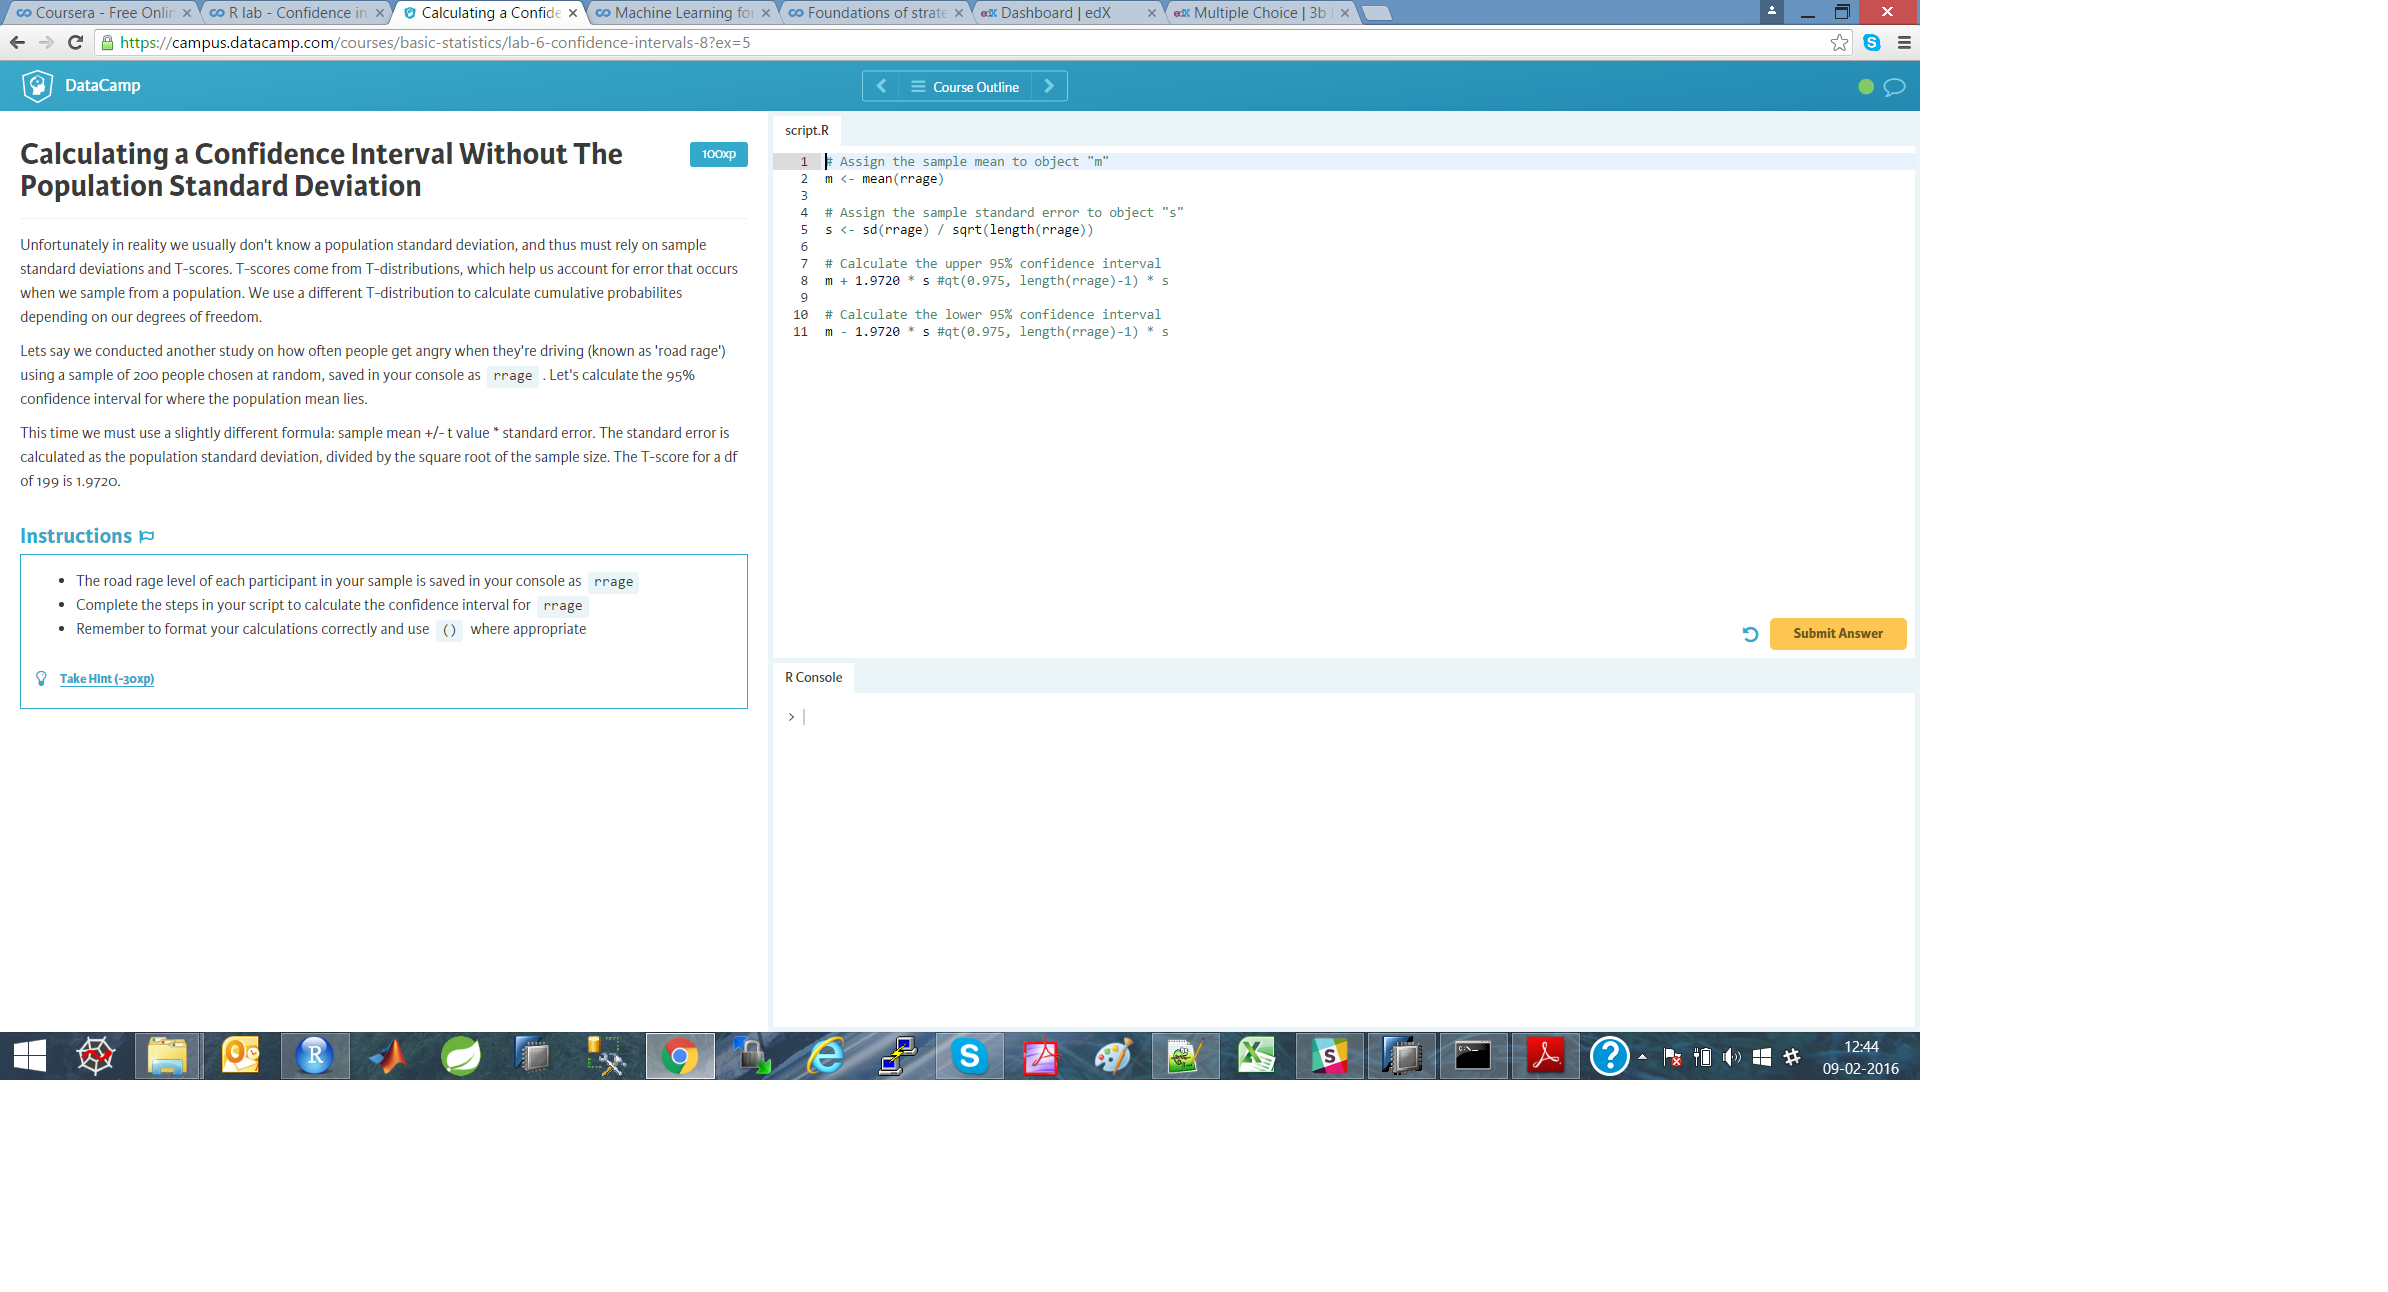 Coursera - Free Onlin
R lab - Confidence in
Calculating a Confide
Machine Learning for
Foundations of strate
edX Dashboard | edX
edX Multiple Choice | 3b
https://campus.datacamp.com/courses/basic-statistics/lab-6-confidence-intervals-8?ex=5
DataCamp
Course Outline
Calculating a Confidence Interval Without The
Population Standard Deviation
100xp
Unfortunately in reality we usually don't know a population standard deviation, and thus must rely on sample
standard deviations and T-scores. T-scores come from T-distributions, which help us account for error that occurs
when we sample from a population. We use a different T-distribution to calculate cumulative probabilites
depending on our degrees of freedom.
Lets say we conducted another study on how often people get angry when they're driving (known as 'road rage')
using a sample of 200 people chosen at random, saved in your console as rrage . Let's calculate the 95%
confidence interval for where the population mean lies.
This time we must use a slightly different formula: sample mean +/- t value * standard error. The standard error is
calculated as the population standard deviation, divided by the square root of the sample size. The T-score for a df
of 199 is 1.9720.
Instructions
• The road rage level of each participant in your sample is saved in your console as rrage
• Complete the steps in your script to calculate the confidence interval for rrage
• Remember to format your calculations correctly and use () where appropriate
Take Hint (-30xp)
script.R
1 # Assign the sample mean to object "m"
2 m <- mean(rrage)
3
4 # Assign the sample standard error to object "s"
5 s <- sd(rrage) / sqrt(length(rrage))
6
7 # Calculate the upper 95% confidence interval
8 m + 1.9720 * s #qt(0.975, length(rrage)-1) * s
9
10 # Calculate the lower 95% confidence interval
11 m - 1.9720 * s #qt(0.975, length(rrage)-1) * s
Submit Answer
R Console
>
12:44
09-02-2016